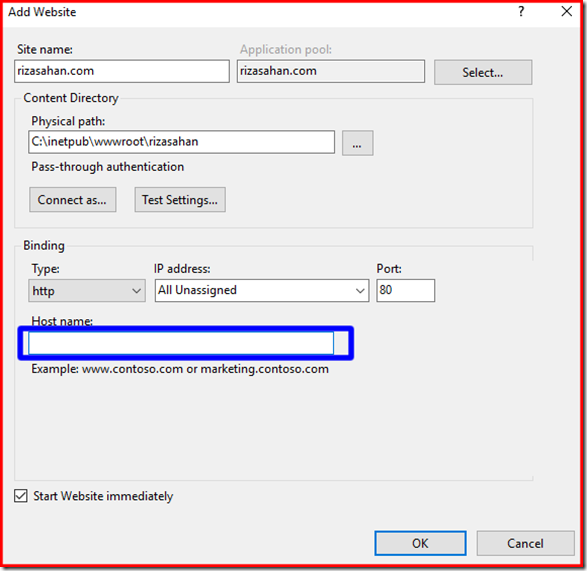 Add Website
?
Site name: Application pool:
rizasahan.com rizasahan.com Select...
Content Directory
Physical path:
C:\inetpub\wwwroot\rizasahan
...
Pass-through authentication
Connect as... Test Settings...
Binding
Type: IP address: Port:
http All Unassigned 80
Host name:
Example: www.contoso.com or marketing.contoso.com
Start Website immediately
OK Cancel